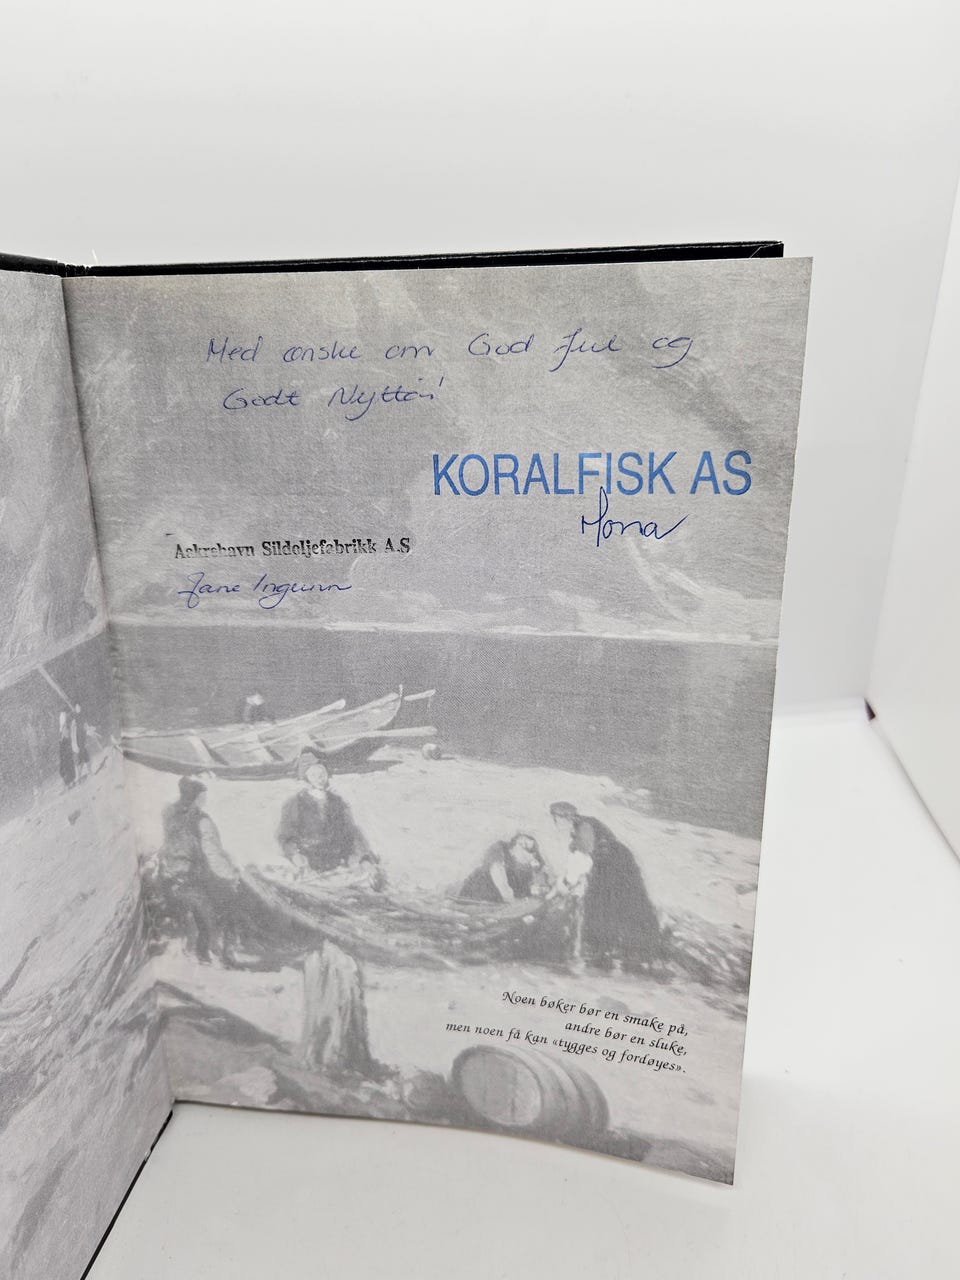 Med ønske om God Jul og
Godt Nyttår!
KORALFISK AS
Mona
Aakrehavn Sildoljefabrikk A.S
Jane Ingunn
Noen bøker bør en smake på,
andre bør en sluke,
men noen få kan «tygges og fordøyes».